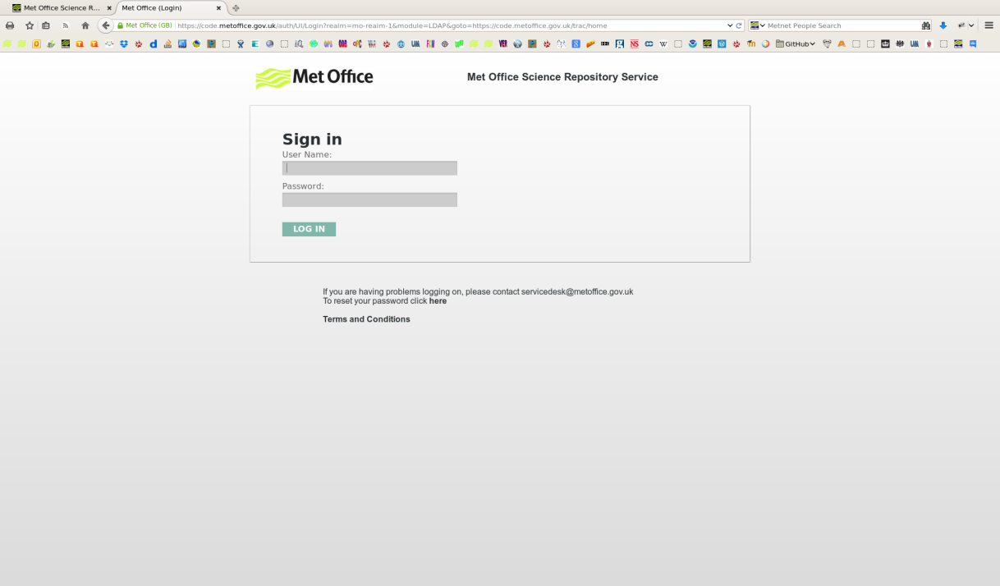 Met Office Science R...
Met Office (Login)
Met Office (GB) https://code.metoffice.gov.uk/auth/UI/Login?realm=mo-realm-1&module=LDAP&goto=https://code.metoffice.gov.uk/trac/home
Metnet People Search
GitHub
Met Office
Met Office Science Repository Service
Sign in
User Name:
Password:
LOG IN
If you are having problems logging on, please contact servicedesk@metoffice.gov.uk
To reset your password click here
Terms and Conditions